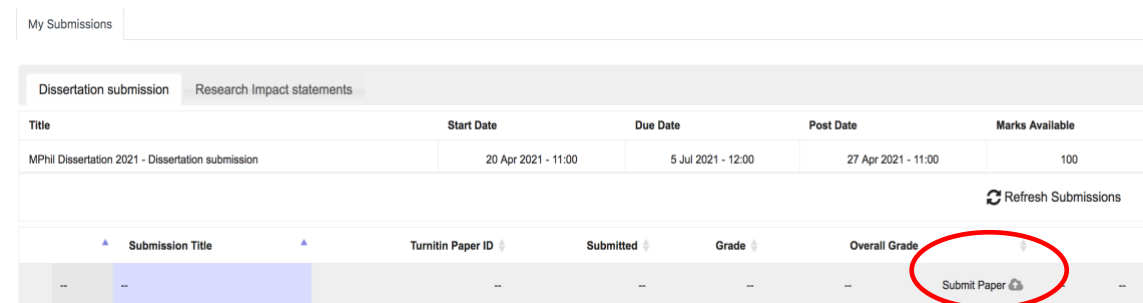 My Submissions
Dissertation submission Research Impact statements
Title Start Date Due Date Post Date Marks Available
MPhil Dissertation 2021 - Dissertation submission 20 Apr 2021 - 11:00 5 Jul 2021 - 12:00 27 Apr 2021 - 11:00 100
Refresh Submissions
Submission Title Turnitin Paper ID Submitted Grade Overall Grade
-- -- -- -- -- -- Submit Paper - --